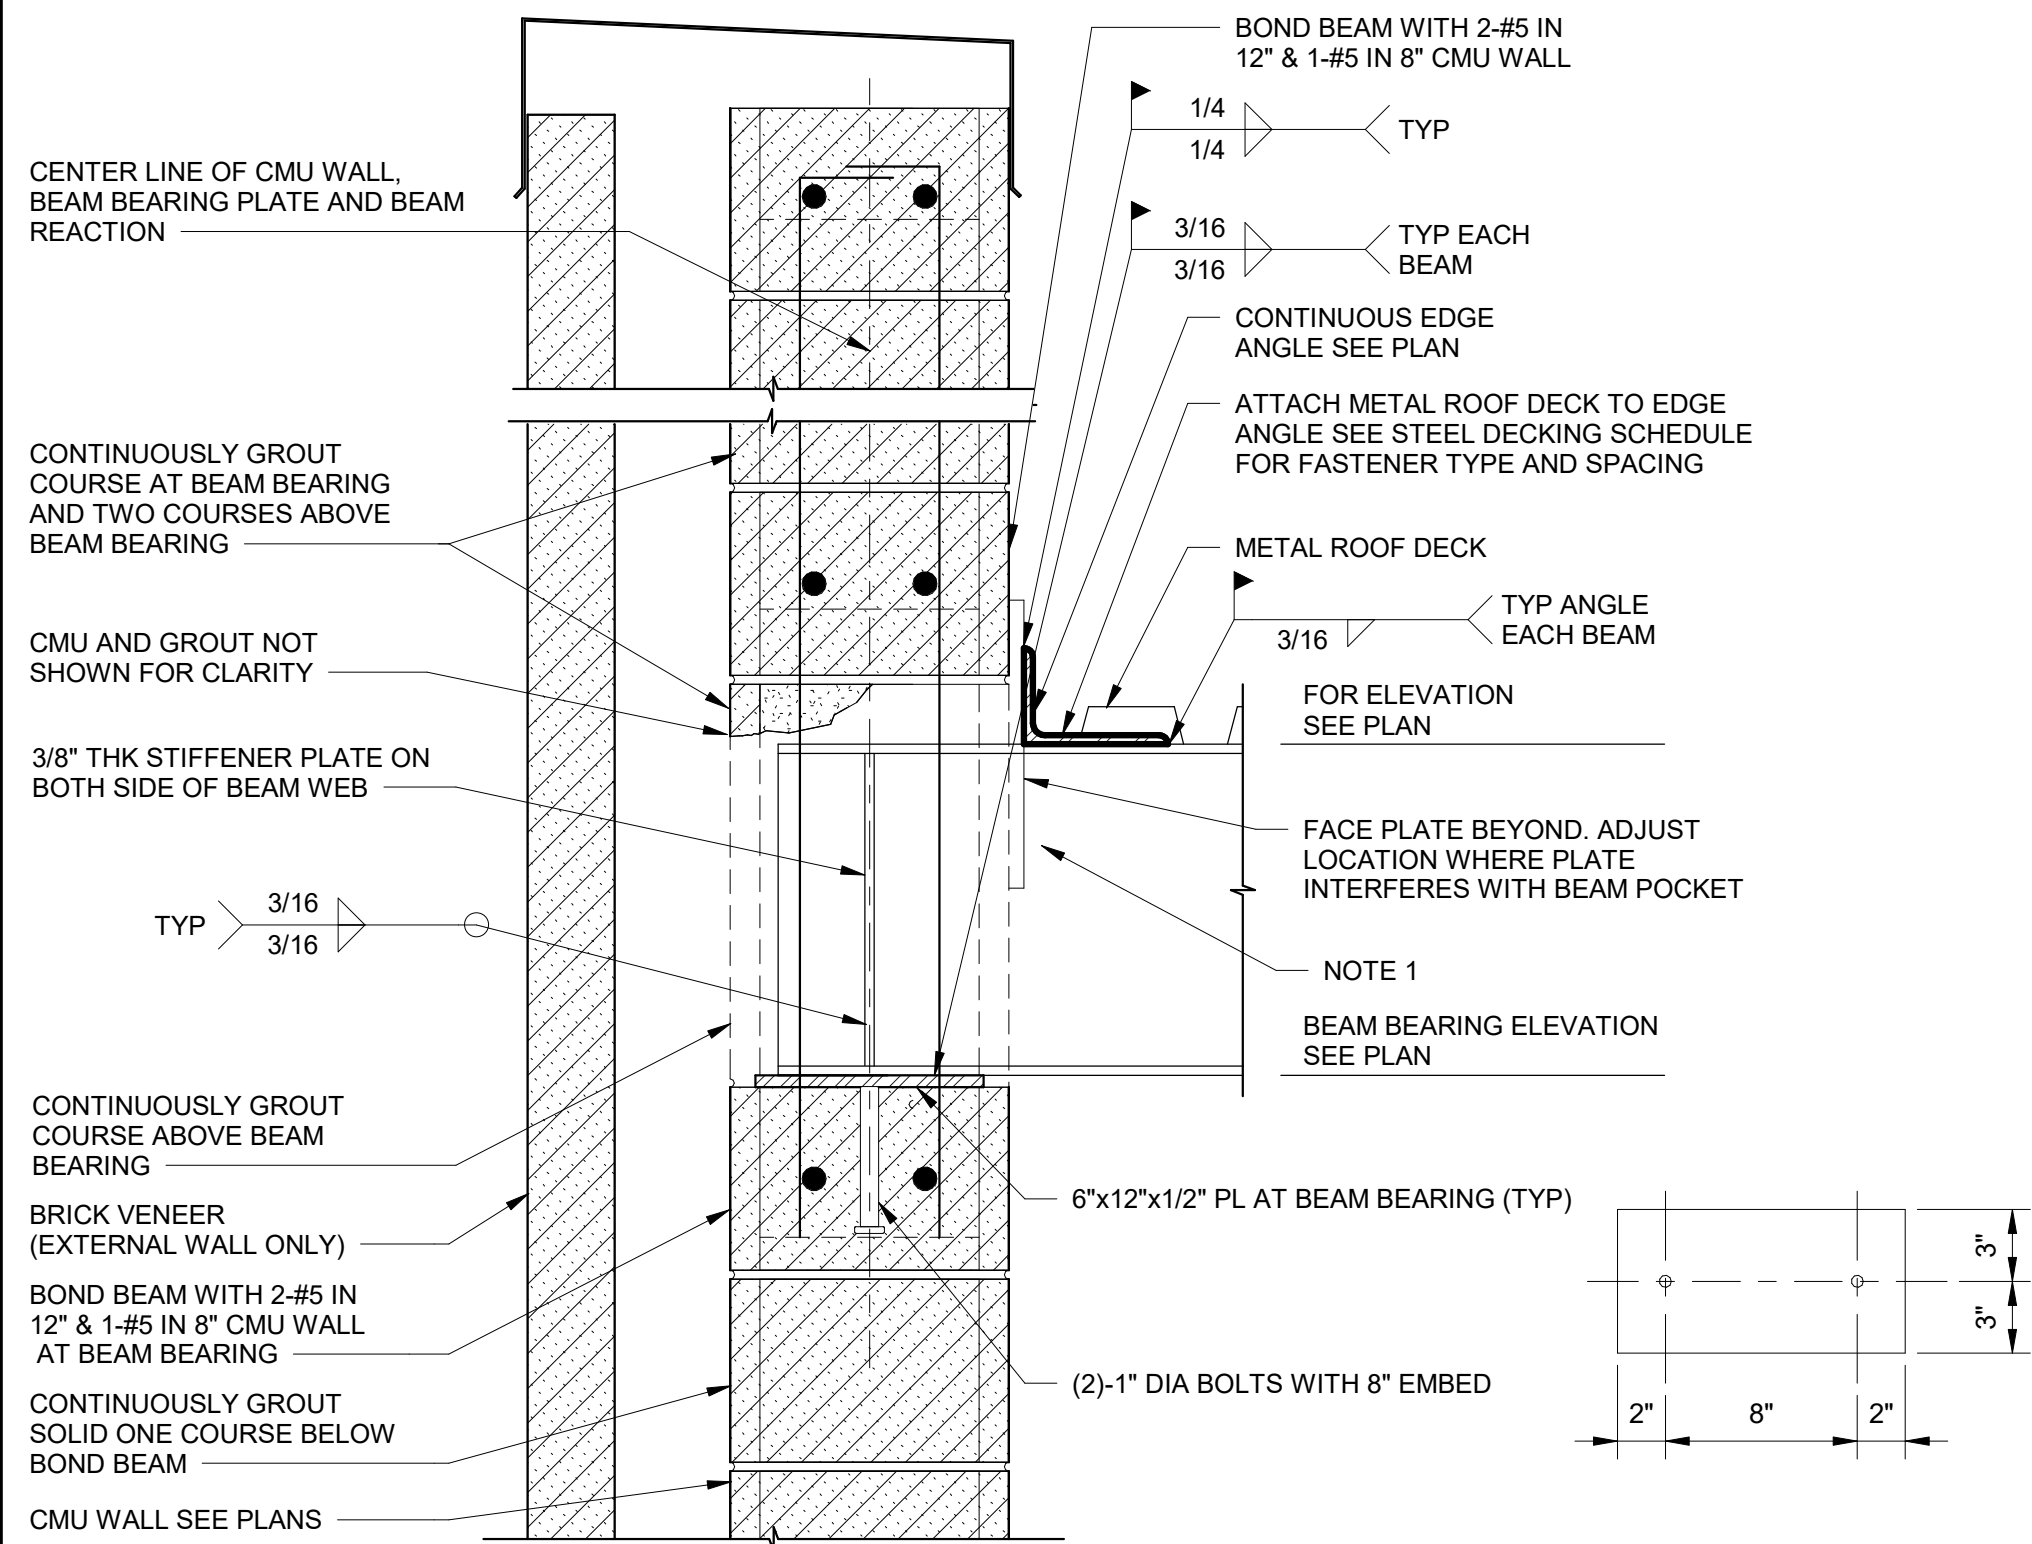 BOND BEAM WITH 2-#5 IN
12" & 1-#5 IN 8" CMU WALL
1/4
1/4
TYP
3/16
3/16
TYP EACH
BEAM
CONTINUOUS EDGE
ANGLE SEE PLAN
ATTACH METAL ROOF DECK TO EDGE
ANGLE SEE STEEL DECKING SCHEDULE
FOR FASTENER TYPE AND SPACING
METAL ROOF DECK
3/16
TYP ANGLE
EACH BEAM
FOR ELEVATION
SEE PLAN
FACE PLATE BEYOND. ADJUST
LOCATION WHERE PLATE
INTERFERES WITH BEAM POCKET
NOTE 1
BEAM BEARING ELEVATION
SEE PLAN
6"x12"x1/2" PL AT BEAM BEARING (TYP)
(2)-1" DIA BOLTS WITH 8" EMBED
3"
3"
2"
8"
2"
CENTER LINE OF CMU WALL,
BEAM BEARING PLATE AND BEAM
REACTION
CONTINUOUSLY GROUT
COURSE AT BEAM BEARING
AND TWO COURSES ABOVE
BEAM BEARING
CMU AND GROUT NOT
SHOWN FOR CLARITY
3/8" THK STIFFENER PLATE ON
BOTH SIDE OF BEAM WEB
TYP
3/16
3/16
CONTINUOUSLY GROUT
COURSE ABOVE BEAM
BEARING
BRICK VENEER
(EXTERNAL WALL ONLY)
BOND BEAM WITH 2-#5 IN
12" & 1-#5 IN 8" CMU WALL
AT BEAM BEARING
CONTINUOUSLY GROUT
SOLID ONE COURSE BELOW
BOND BEAM
CMU WALL SEE PLANS